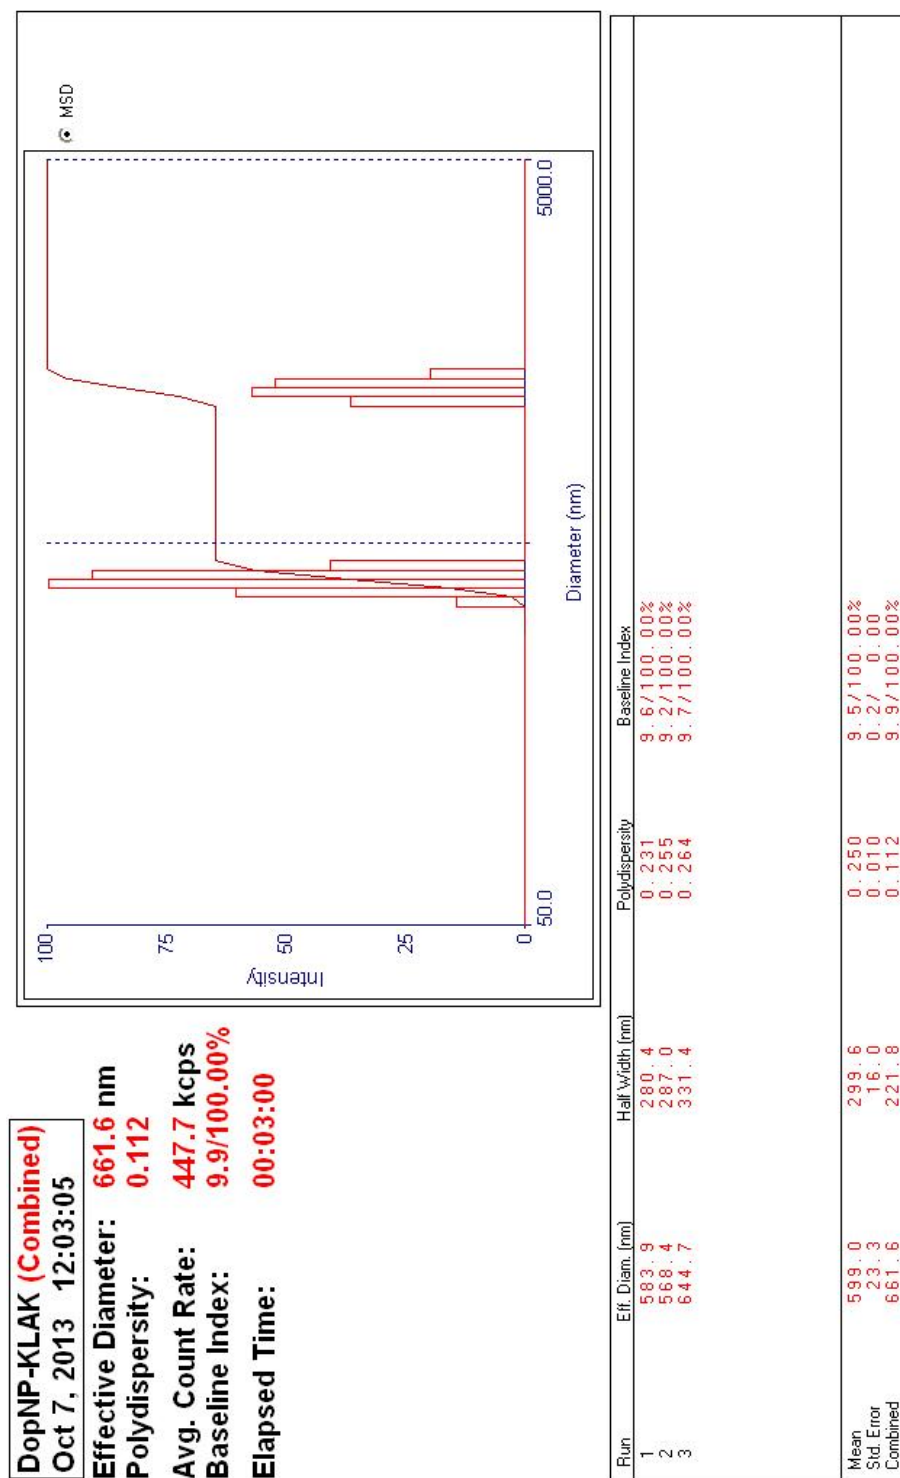 DopNP-KLAK (Combined)
Oct 7, 2013 12:03:05
Effective Diameter: 661.6 nm
Polydispersity: 0.112
Avg. Count Rate: 447.7 kcps
Baseline Index: 9.9/100.00%
Elapsed Time: 00:03:00
MSD
100
75
50
25
0
Intensity
50.0
5000.0
Diameter (nm)
Run Eff. Diam. (nm) Half Width (nm) Polydispersity Baseline Index
1 583.9 280.4 0.231 9.6/100.00%
2 568.4 287.0 0.255 9.2/100.00%
3 644.7 331.4 0.264 9.7/100.00%
Mean 599.0 299.6 0.250 9.5/100.00%
Std. Error 23.3 16.0 0.010 0.2/ 0.00
Combined 661.6 221.8 0.112 9.9/100.00%